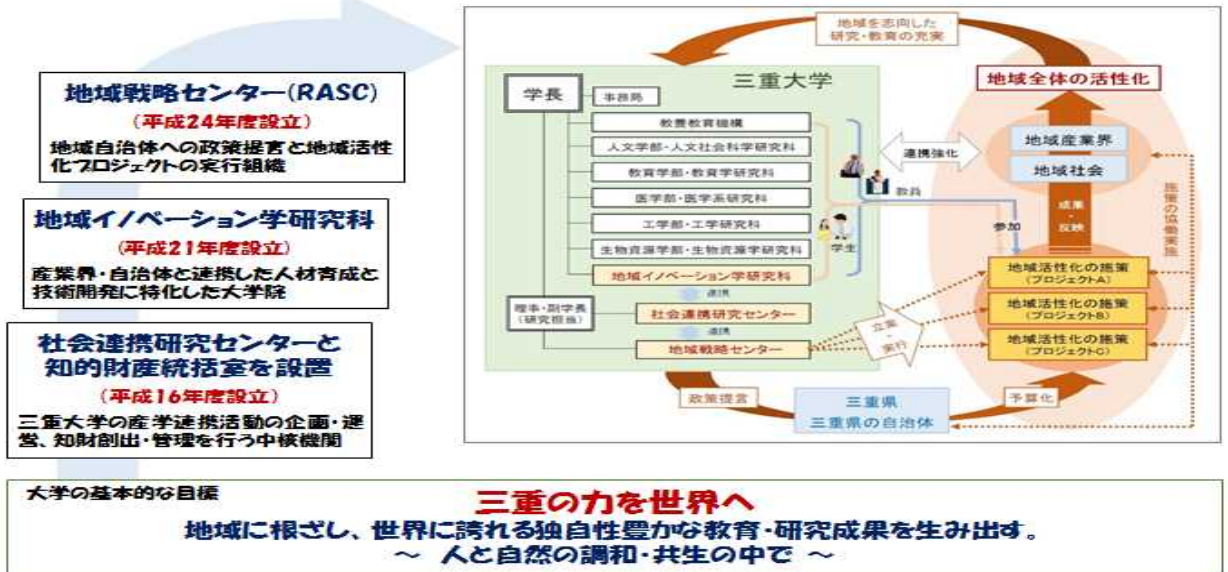 地域戦略センター(RASC)
(平成24年度設立)
地域自治体への政策提言と地域活性
化プロジェクトの実行組織
地域イノベーション学研究科
(平成21年度設立)
産業界・自治体と連携した人材育成と
技術開発に特化した大学院
社会連携研究センターと
知的財産統括室を設置
(平成16年度設立)
三重大学の産学連携活動の企画・運
営、知財創出・管理を行う中核機関
地域を志向した
研究・教育の充実
三重大学
学長
事務局
教養教育機構
人文学部・人文社会科学研究科
教育学部・教育学研究科
医学部・医学系研究科
工学部・工学研究科
生物資源学部・生物資源学研究科
地域イノベーション学研究科
連携
理事・副学長
(研究担当)
社会連携研究センター
連携
地域戦略センター
教員
学生
連携強化
参加
立案・実行
地域全体の活性化
地域産業界
地域社会
成果・反映
施策の協働実施
地域活性化の施策
(プロジェクトA)
地域活性化の施策
(プロジェクトB)
地域活性化の施策
(プロジェクトC)
政策提言
三重県
三重県の自治体
予算化
大学の基本的な目標
三重の力を世界へ
地域に根ざし、世界に誇れる独自性豊かな教育・研究成果を生み出す。
~ 人と自然の調和・共生の中で ~